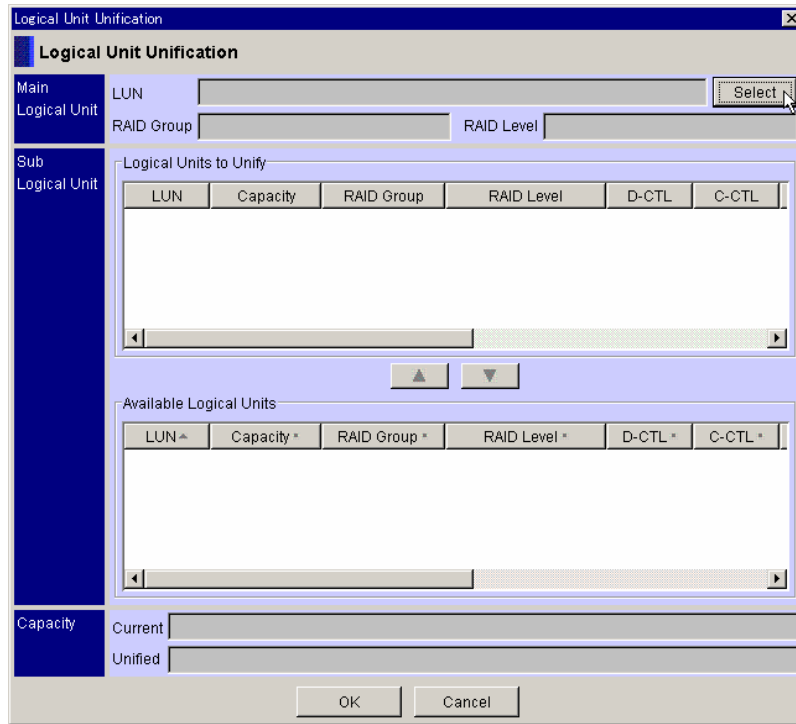 Logical Unit Unification
Logical Unit Unification
Main
Logical Unit
LUN
Select
RAID Group
RAID Level
Sub
Logical Unit
Logical Units to Unify
LUN Capacity RAID Group RAID Level D-CTL C-CTL
Available Logical Units
LUN Capacity RAID Group RAID Level D-CTL C-CTL
Capacity
Current
Unified
OK Cancel